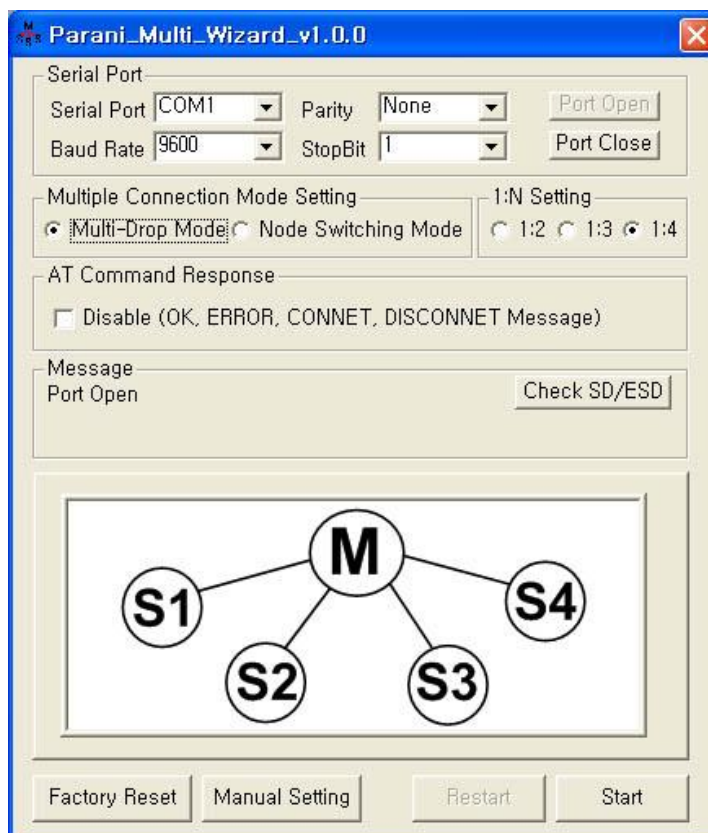 Parani_Multi_Wizard_v1.0.0
Serial Port
Serial Port COM1 Parity None Port Open
Baud Rate 9600 StopBit 1 Port Close
Multiple Connection Mode Setting 1:N Setting
Multi-Drop Mode Node Switching Mode 1:2 1:3 1:4
AT Command Response
Disable (OK, ERROR, CONNET, DISCONNET Message)
Message
Port Open Check SD/ESD
M
S1 S4
S2 S3
Factory Reset Manual Setting Restart Start